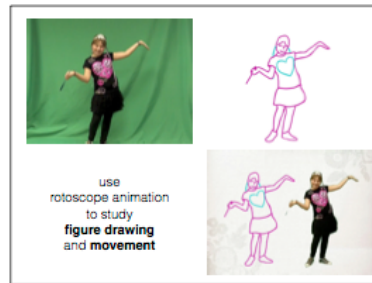 use
rotoscope animation
to study
figure drawing
and movement